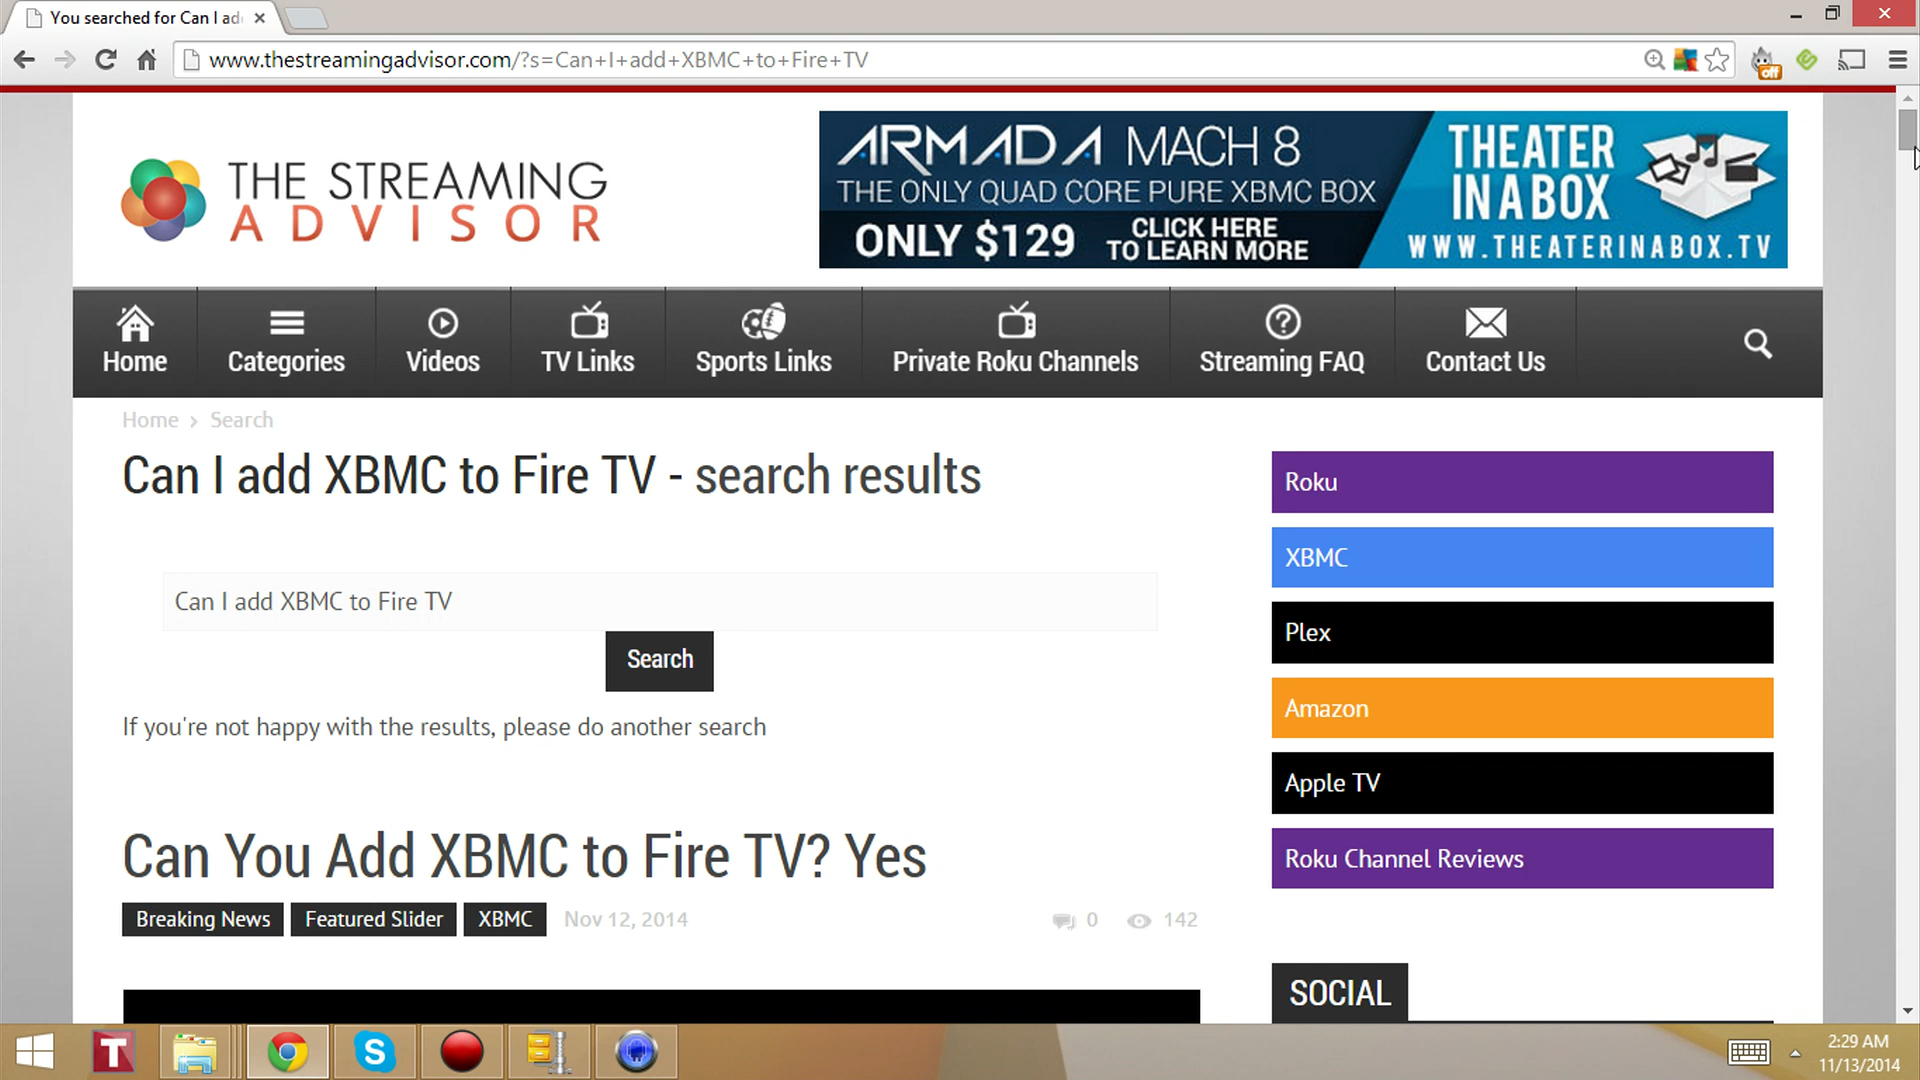 You searched for Can I ad
www.thestreamingadvisor.com/?s=Can+I+add+XBMC+to+Fire+TV
off
THE STREAMING
ADVISOR
ARMADA MACH 8
THE ONLY QUAD CORE PURE XBMC BOX
ONLY $129
CLICK HERE
TO LEARN MORE
THEATER
IN A BOX
WWW.THEATERINABOX.TV
Home
Categories
Videos
TV Links
Sports Links
Private Roku Channels
Streaming FAQ
Contact Us
Home > Search
Can I add XBMC to Fire TV - search results
Can I add XBMC to Fire TV
Search
If you're not happy with the results, please do another search
Can You Add XBMC to Fire TV? Yes
Breaking News Featured Slider XBMC Nov 12, 2014 0 142
Roku
XBMC
Plex
Amazon
Apple TV
Roku Channel Reviews
SOCIAL
T
S
2:29 AM
11/13/2014